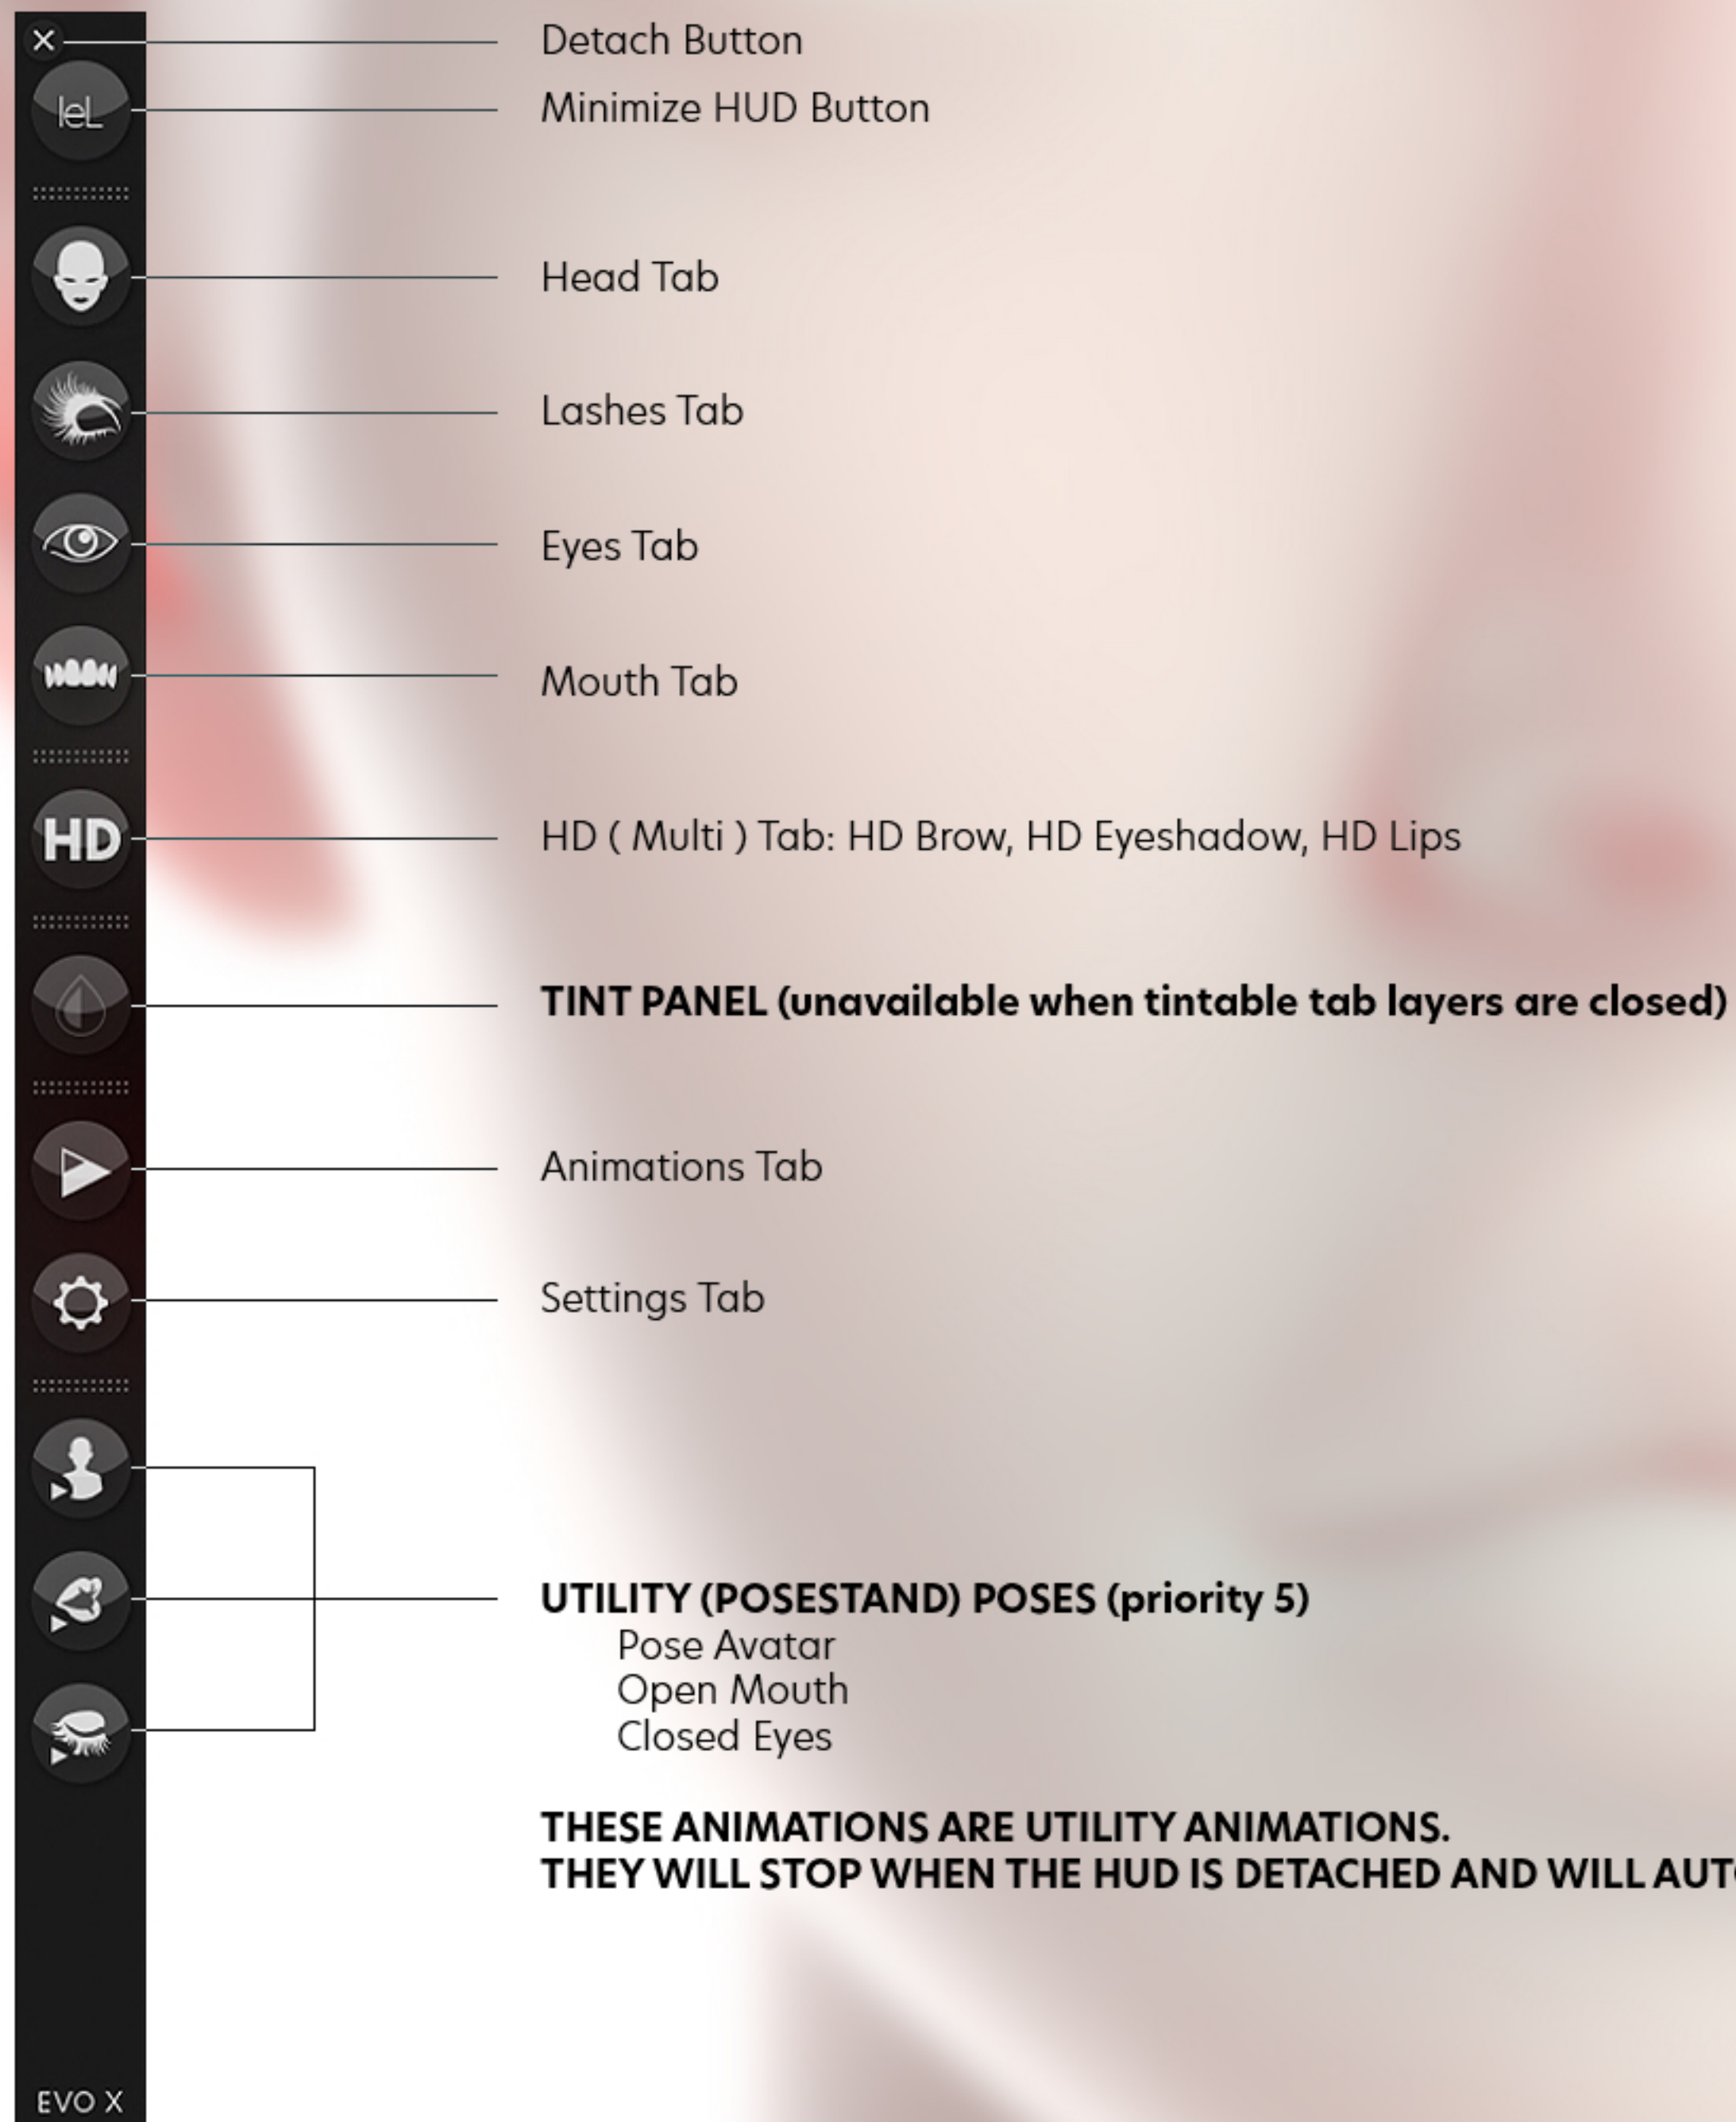 Detach Button
leL
Minimize HUD Button
Head Tab
Lashes Tab
Eyes Tab
Mouth Tab
HD
HD ( Multi ) Tab: HD Brow, HD Eyeshadow, HD Lips
TINT PANEL (unavailable when tintable tab layers are closed)
Animations Tab
Settings Tab
UTILITY (POSESTAND) POSES (priority 5)
Pose Avatar
Open Mouth
Closed Eyes
THESE ANIMATIONS ARE UTILITY ANIMATIONS.
THEY WILL STOP WHEN THE HUD IS DETACHED AND WILL
EVO X